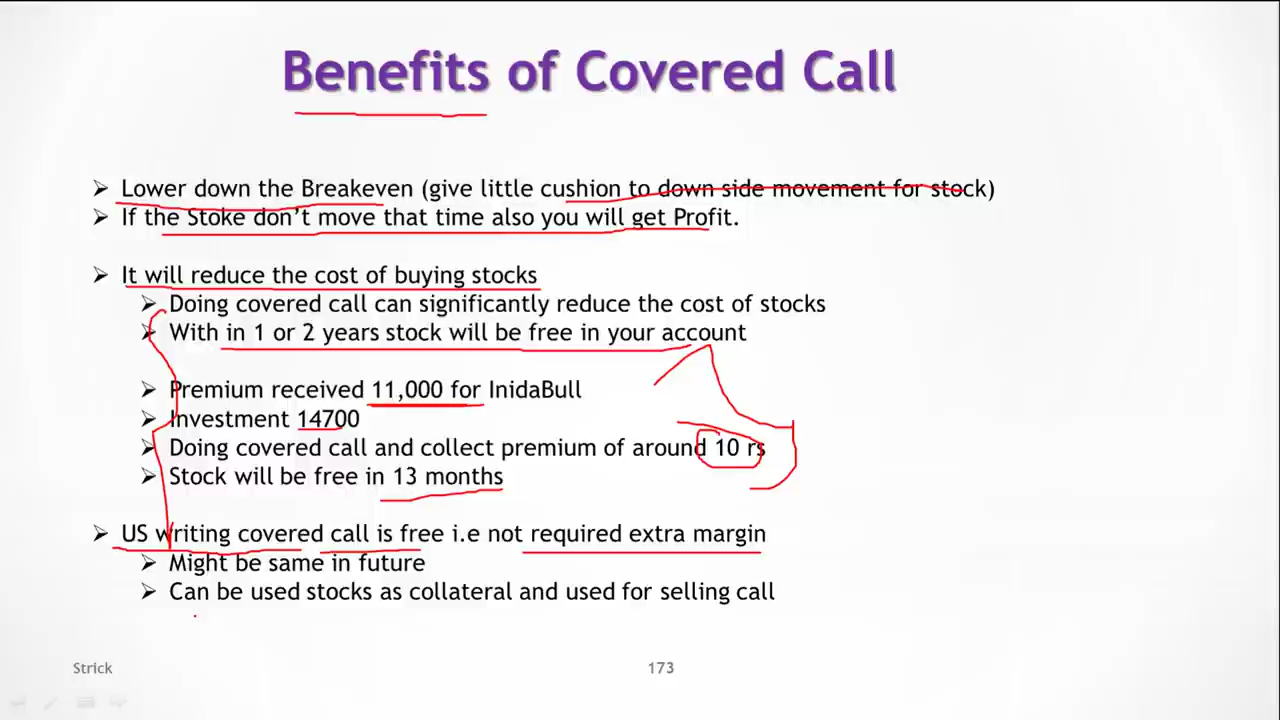 Benefits of Covered Call
Lower down the Breakeven (give little cushion to down side movement for stock)
If the Stoke don't move that time also you will get Profit.
It will reduce the cost of buying stocks
Doing covered call can significantly reduce the cost of stocks
With in 1 or 2 years stock will be free in your account
Premium received 11,000 for InidaBull
Investment 14700
Doing covered call and collect premium of around 10 rs
Stock will be free in 13 months
US writing covered call is free i.e not required extra margin
Might be same in future
Can be used stocks as collateral and used for selling call
Strick
173